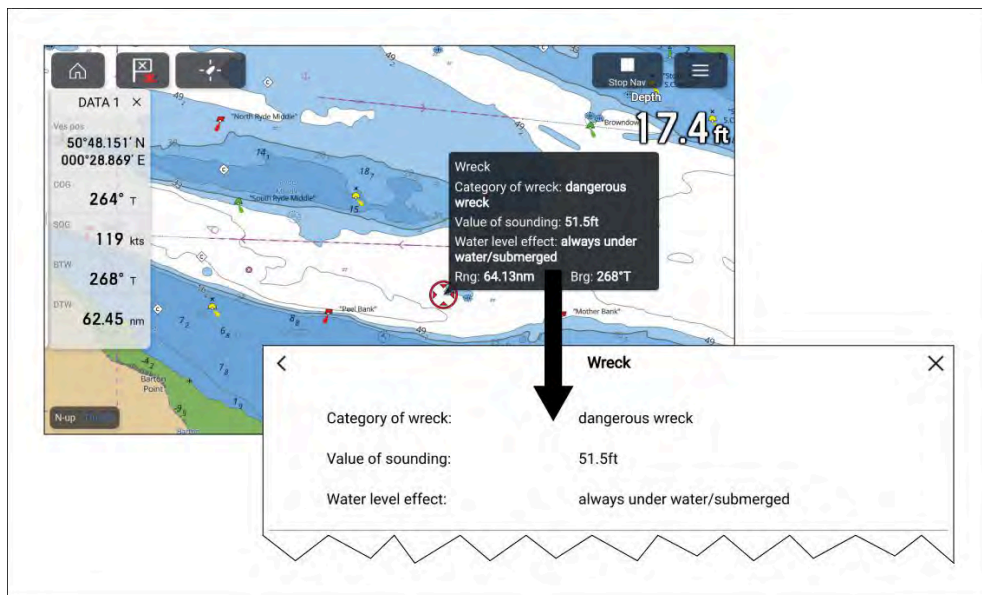 Stop Nav
DATA 1 ×
Ves pos
50°48.151' N
000°28.869' E
COG
264° T
SOG
119 kts
BTW
268° T
DTW
62.45 nm
N-up
Depth
17.4 ft
"North Ryde Middle"
"South Ryde Middle"
"Browndown
"Peel Bank"
"Mother Bank"
Barton
Point
Wreck
Category of wreck: dangerous
wreck
Value of sounding: 51.5ft
Water level effect: always under
water/submerged
Rng: 64.13nm Brg: 268°T
Wreck
Category of wreck: dangerous wreck
Value of sounding: 51.5ft
Water level effect: always under water/submerged